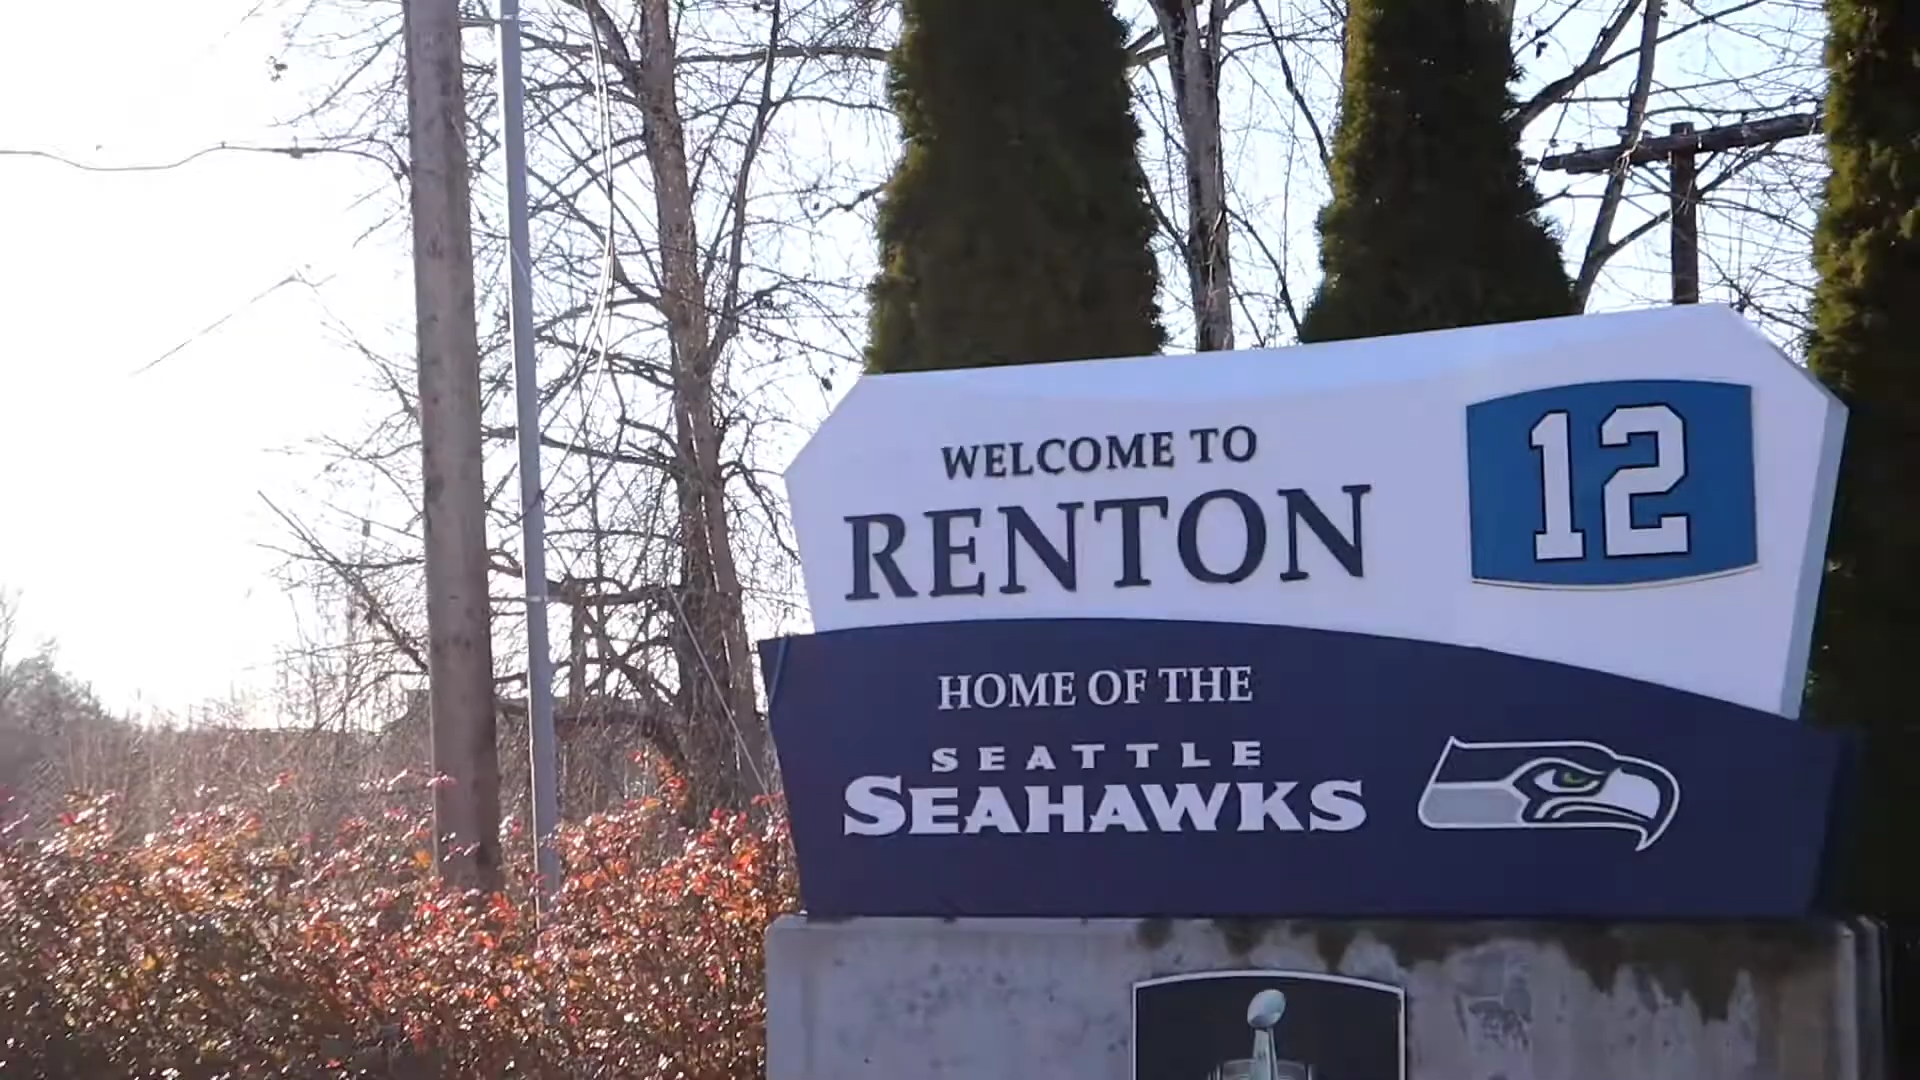 WELCOME TO
RENTON
12
HOME OF THE
SEATTLE
SEAHAWKS